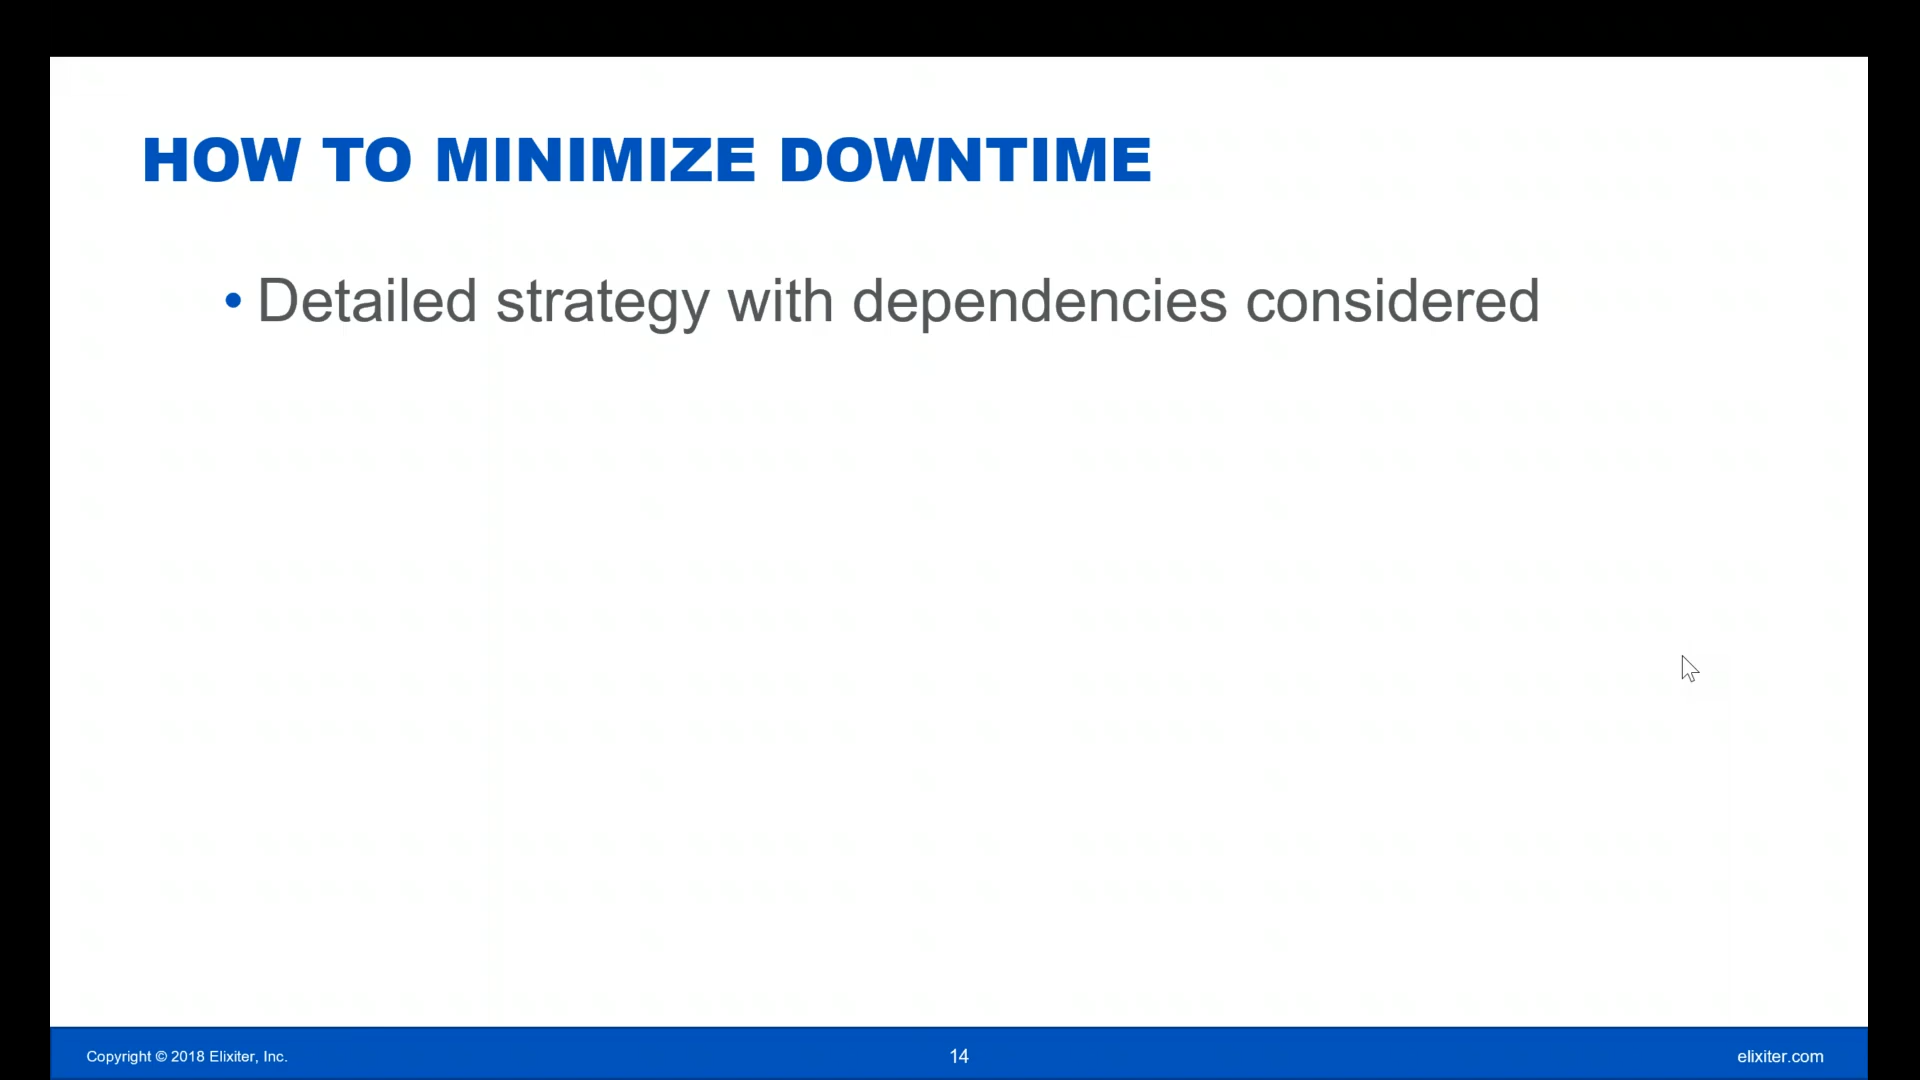 HOW TO MINIMIZE DOWNTIME
• Detailed strategy with dependencies considered
Copyright © 2018 Elixiter, Inc.
14
elixiter.com